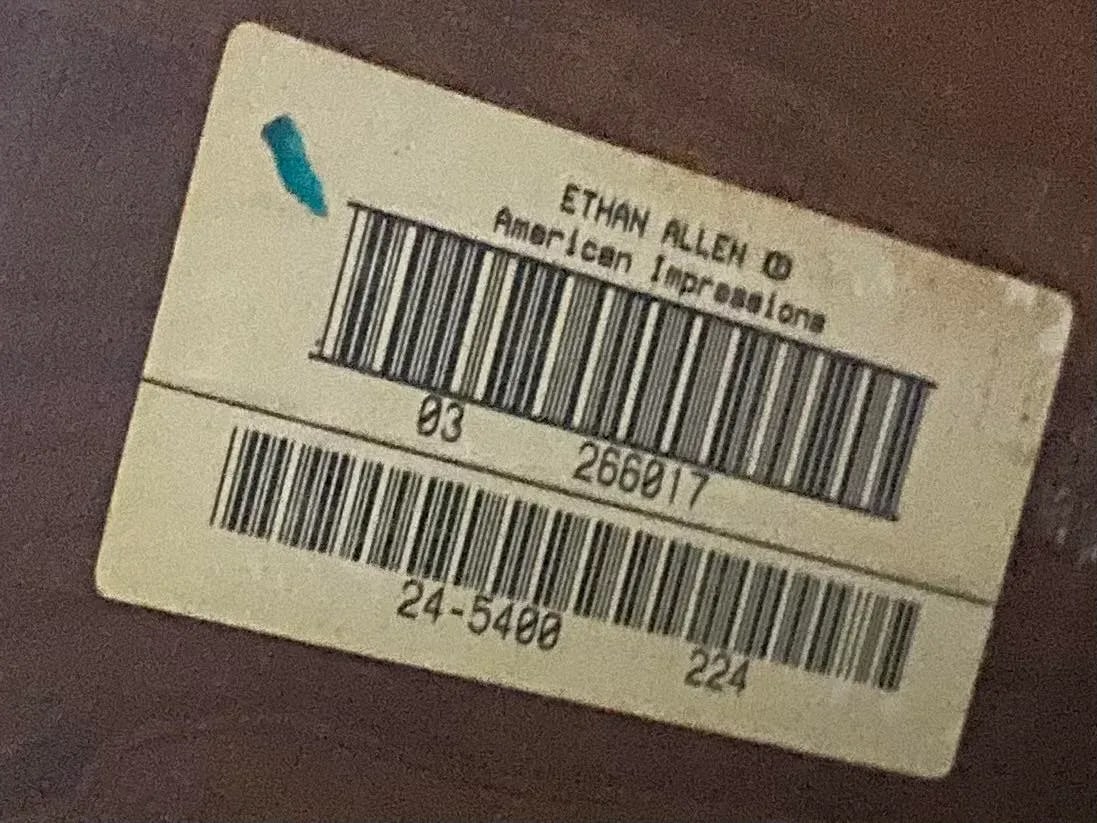 ETHAN ALLEN ®
American Impressions
03 266017
24-5400 224